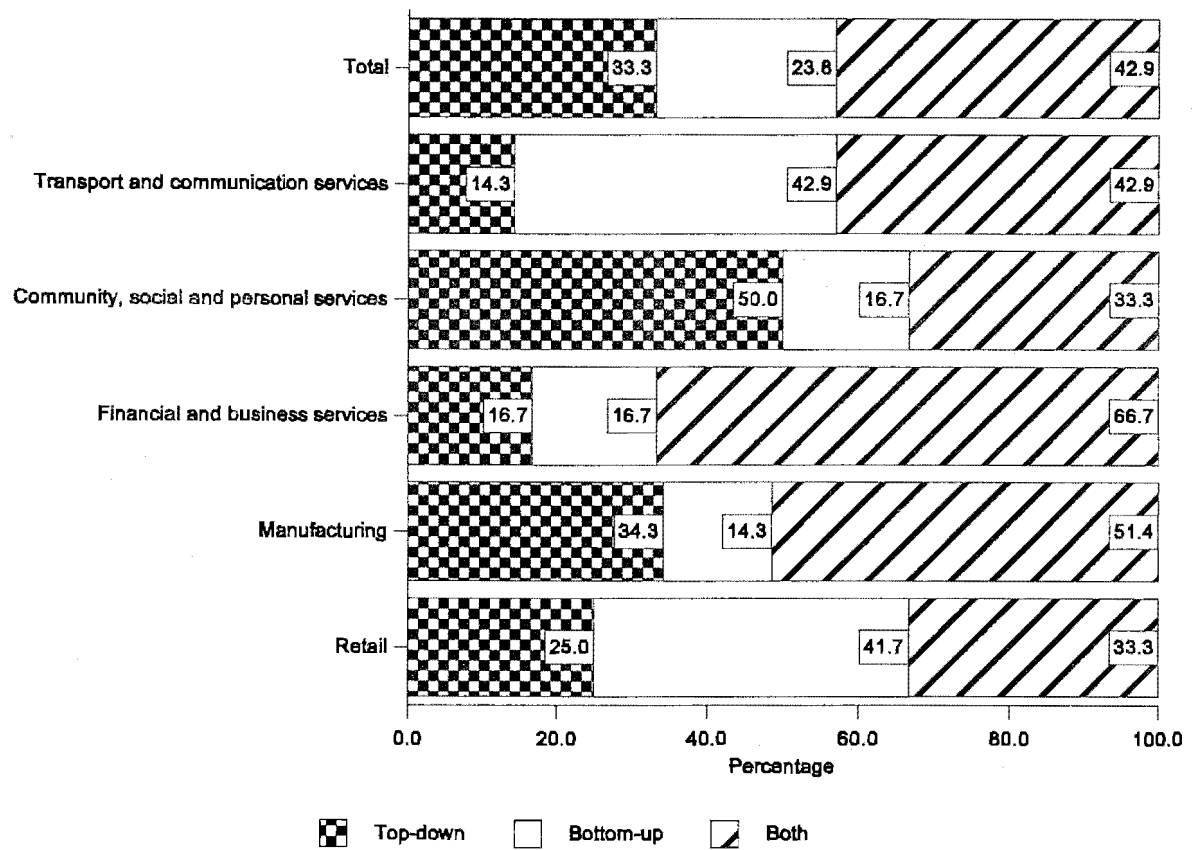 Total
33.3 23.8 42.9
Transport and communication services
14.3 42.9 42.9
Community, social and personal services
50.0 16.7 33.3
Financial and business services
16.7 16.7 66.7
Manufacturing
34.3 14.3 51.4
Retail
25.0 41.7 33.3
0.0 20.0 40.0 60.0 80.0 100.0
Percentage
Top-down Bottom-up Both